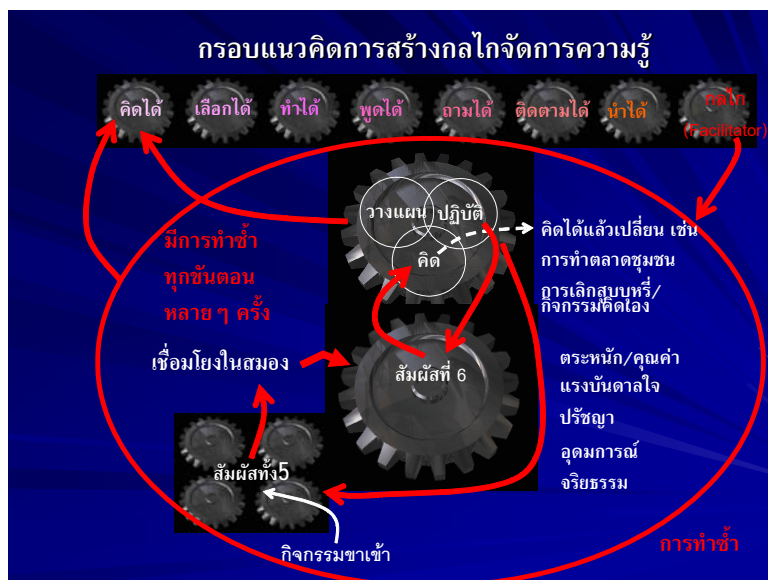 กรอบแนวคิดการสร้างกลไกจัดการความรู้
คิดได้
เลือกได้
ทำได้
พูดได้
ถามได้
ติดตามได้
นำได้
กลไก
(Facilitator)
วางแผน
ปฏิบัติ
คิด
คิดได้แล้วเปลี่ยน เช่น
การทำตลาดชุมชน
การเลิกสูบบุหรี่/
กิจกรรมคิดเอง
มีการทำซ้ำ
ทุกขั้นตอน
หลาย ๆ ครั้ง
เชื่อมโยงในสมอง
สัมผัสที่ 6
ตระหนัก/คุณค่า
แรงบันดาลใจ
ปรัชญา
อุดมการณ์
จริยธรรม
สัมผัสทั้ง5
กิจกรรมขาเข้า
การทำซ้ำ